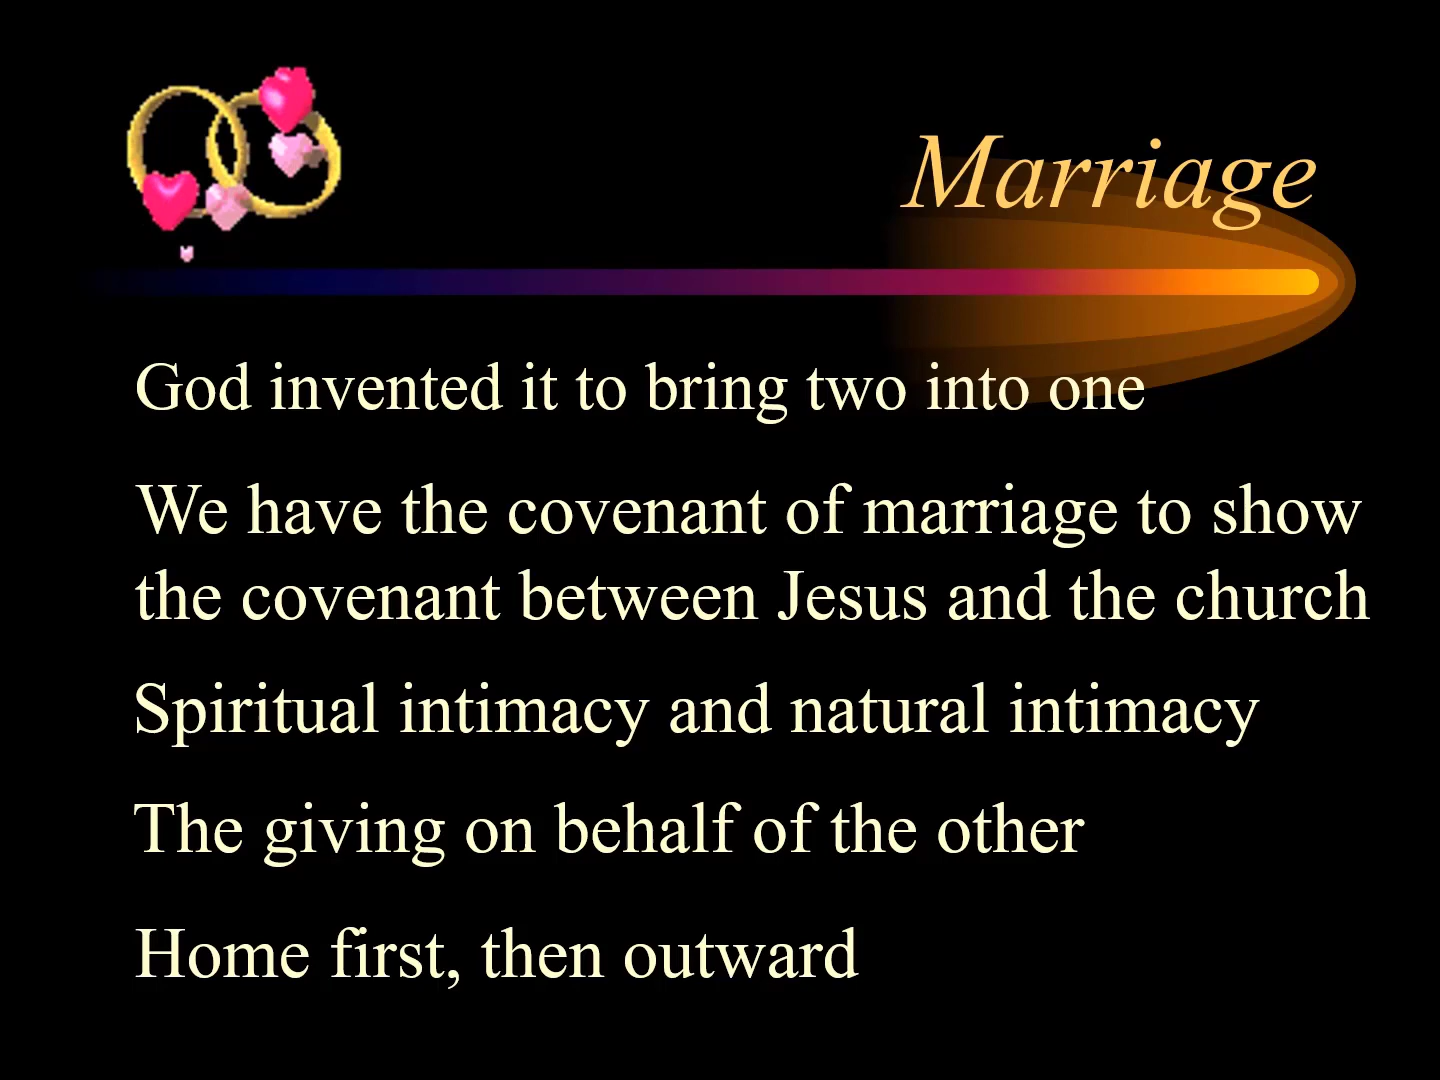 Marriage
God invented it to bring two into one
We have the covenant of marriage to show
the covenant between Jesus and the church
Spiritual intimacy and natural intimacy
The giving on behalf of the other
Home first, then outward